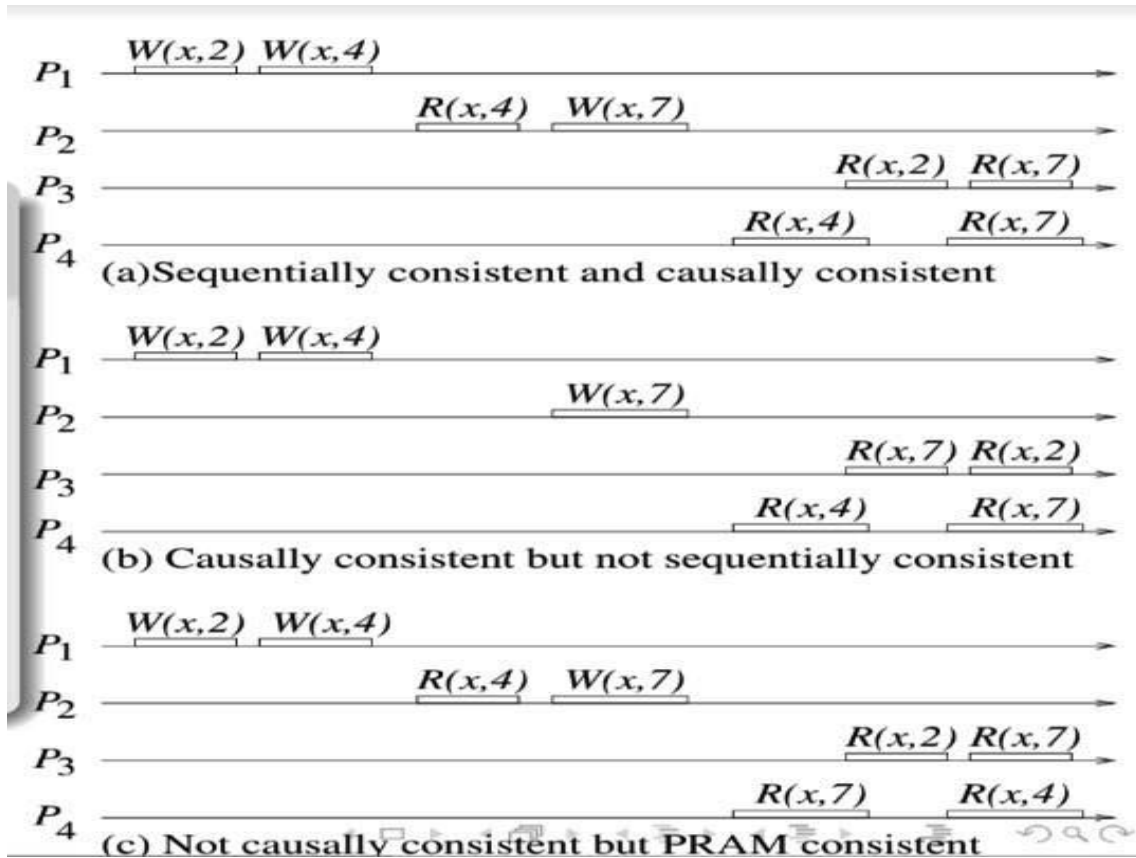 W(x,2) W(x,4)
P1
R(x,4) W(x,7)
P2
R(x,2) R(x,7)
P3
R(x,4) R(x,7)
P4
(a)Sequentially consistent and causally consistent
W(x,2) W(x,4)
P1
W(x,7)
P2
R(x,7) R(x,2)
P3
R(x,4) R(x,7)
P4
(b) Causally consistent but not sequentially consistent
W(x,2) W(x,4)
P1
R(x,4) W(x,7)
P2
R(x,2) R(x,7)
P3
R(x,7) R(x,4)
P4
(c) Not causally consistent but PRAM consistent